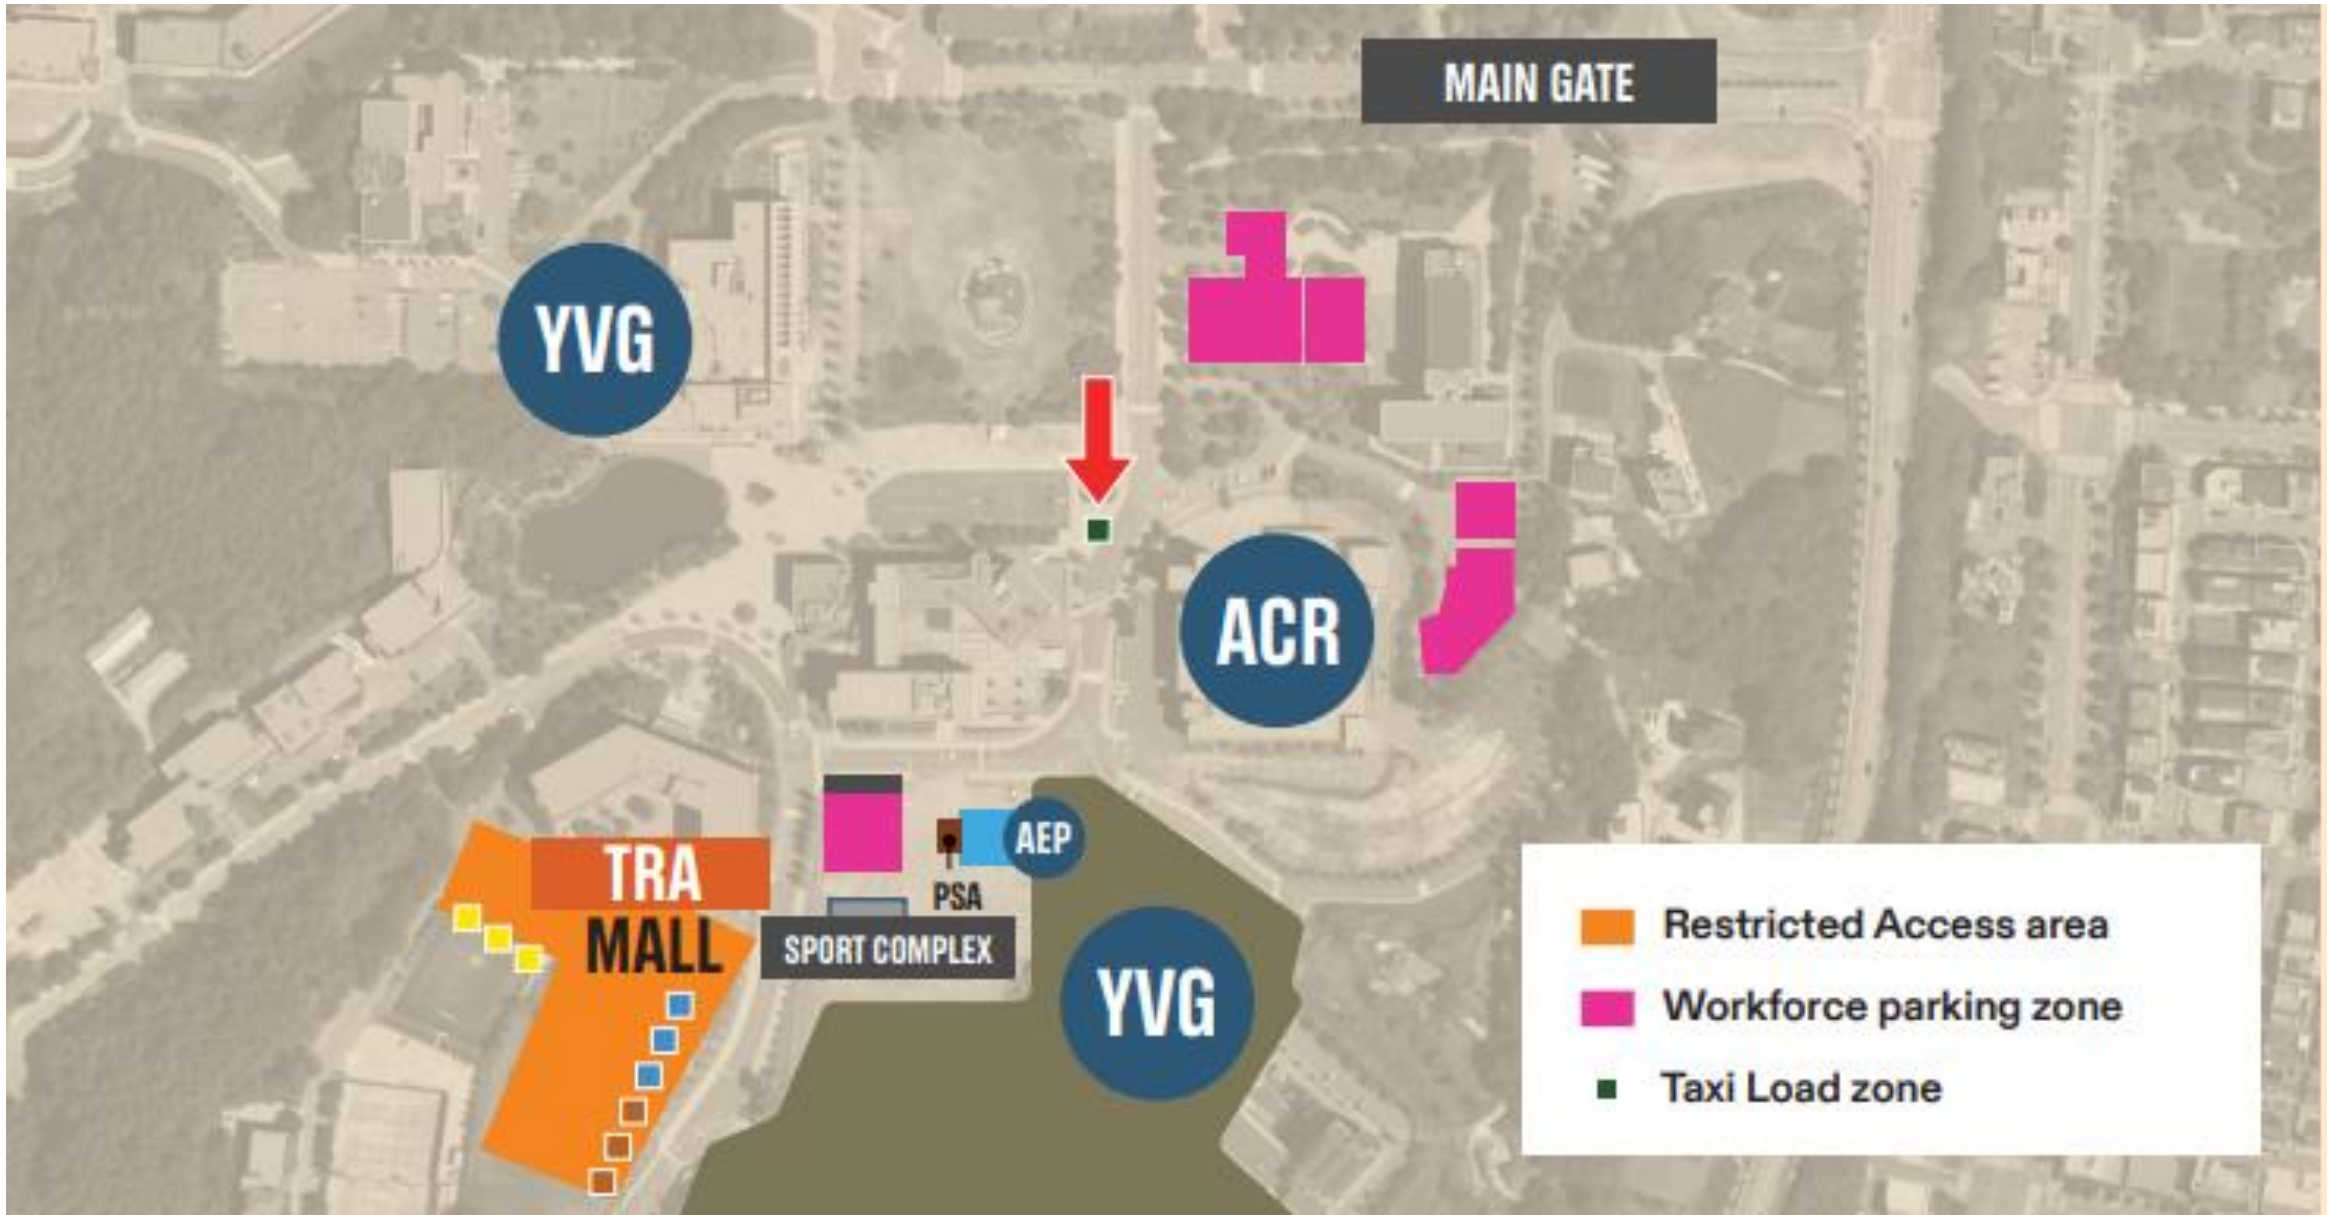 MAIN GATE
YVG
ACR
TRA
MALL
AEP
PSA
SPORT COMPLEX
YVG
Restricted Access area
Workforce parking zone
Taxi Load zone